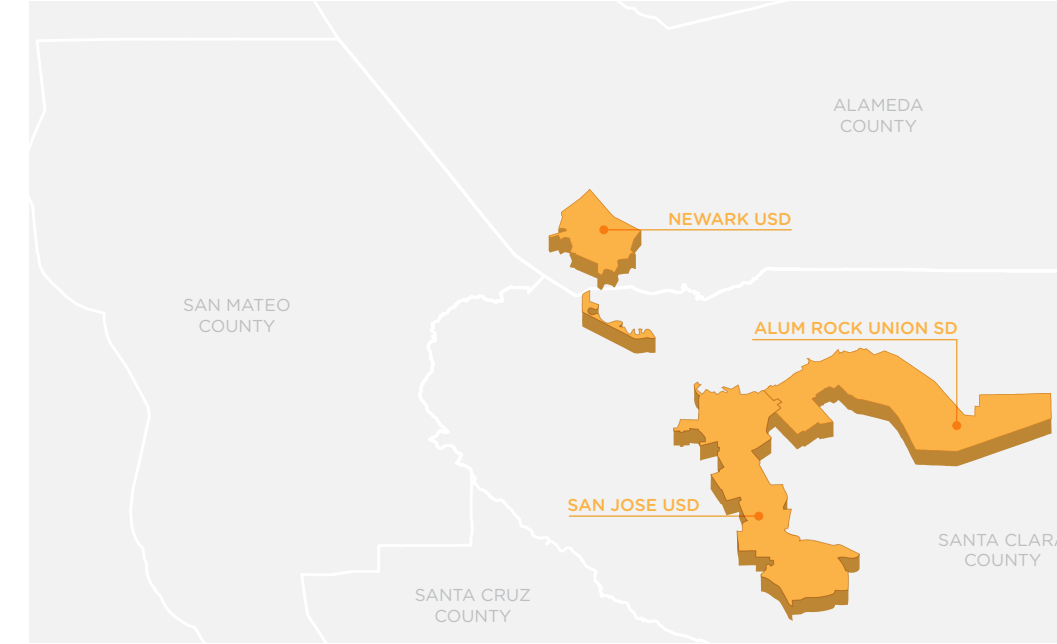 ALAMEDA
COUNTY
NEWARK USD
SAN MATEO
COUNTY
ALUM ROCK UNION SD
SAN JOSE USD
SANTA CLARA
COUNTY
SANTA CRUZ
COUNTY